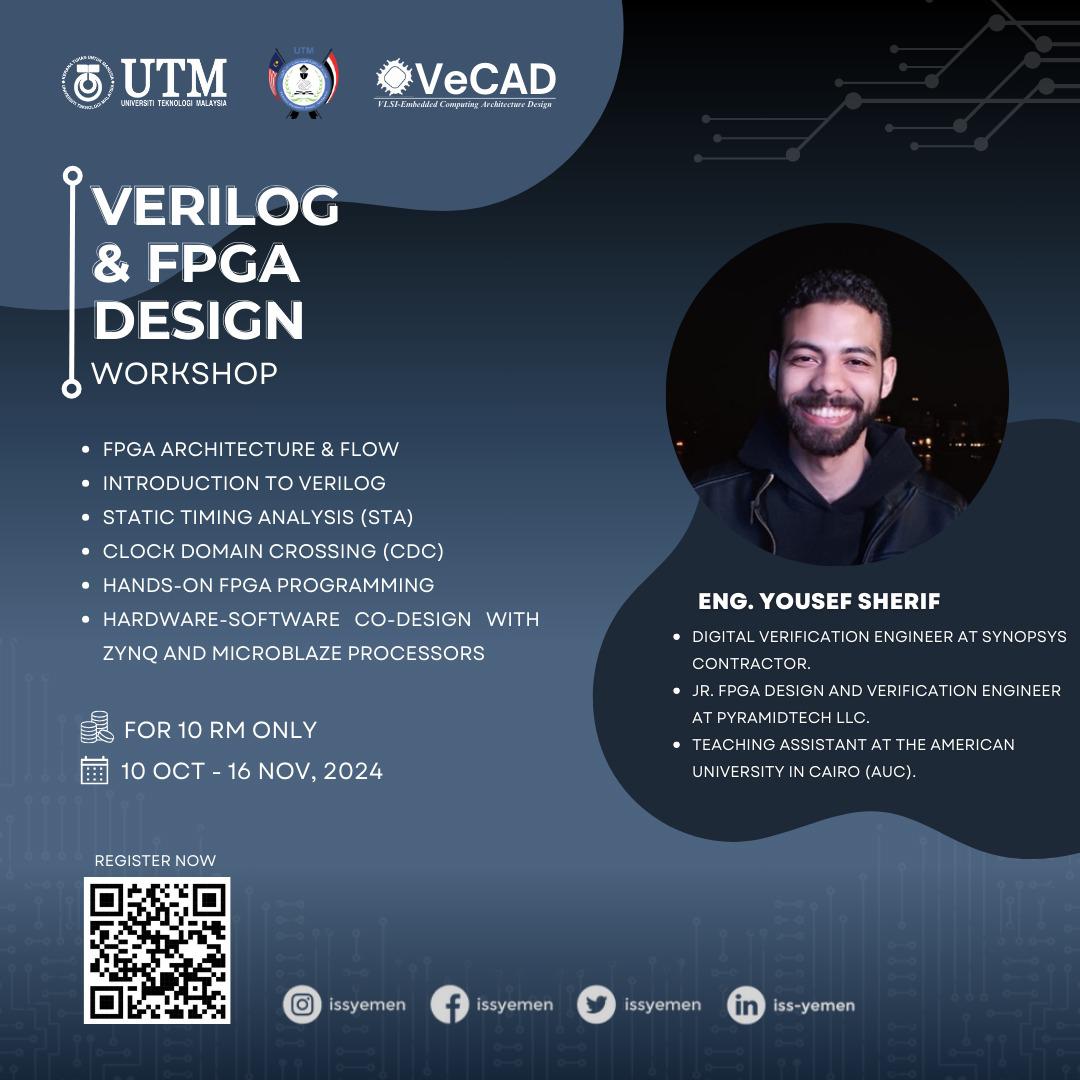 UTM
UNIVERSITI TEKNOLOGI MALAYSIA
UTM
VeCAD
VLSI-Embedded Computing Architecture Design
VERILOG
& FPGA
DESIGN
WORKSHOP
• FPGA ARCHITECTURE & FLOW
• INTRODUCTION TO VERILOG
• STATIC TIMING ANALYSIS (STA)
• CLOCK DOMAIN CROSSING (CDC)
• HANDS-ON FPGA PROGRAMMING
• HARDWARE-SOFTWARE CO-DESIGN WITH
ZYNQ AND MICROBLAZE PROCESSORS
FOR 10 RM ONLY
10 OCT - 16 NOV, 2024
ENG. YOUSEF SHERIF
• DIGITAL VERIFICATION ENGINEER AT SYNOPSYS
CONTRACTOR.
• JR. FPGA DESIGN AND VERIFICATION ENGINEER
AT PYRAMIDTECH LLC.
• TEACHING ASSISTANT AT THE AMERICAN
UNIVERSITY IN CAIRO (AUC).
REGISTER NOW
issyemen
issyemen
issyemen
iss-yemen